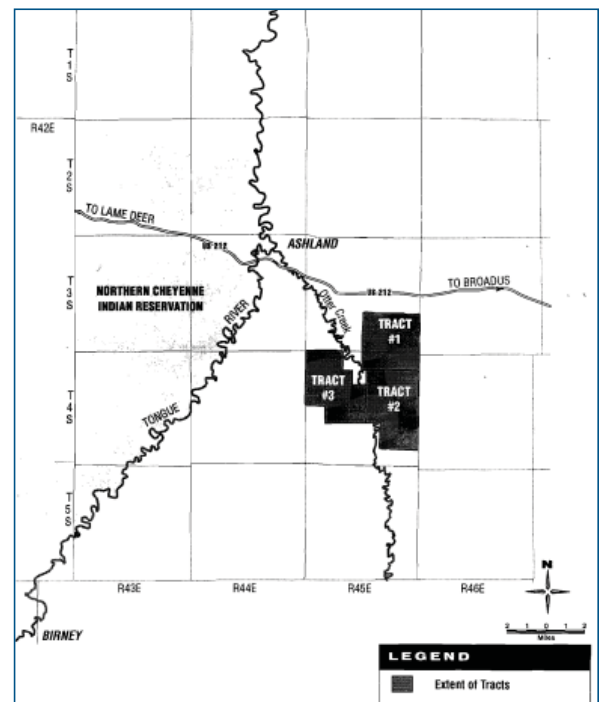 T
1
S
R42E
T
2
S
TO LAME DEER
US 212
ASHLAND
T
3
S
NORTHERN CHEYENNE
INDIAN RESERVATION
RIVER
Otter Creek
US 212
TO BROADUS
TRACT
#1
TRACT
#3
TRACT
#2
T
4
S
TONGUE
T
5
S
R43E
R44E
R45E
R46E
N
BIRNEY
2 1 0 1 2
Miles
LEGEND
Extent of Tracts